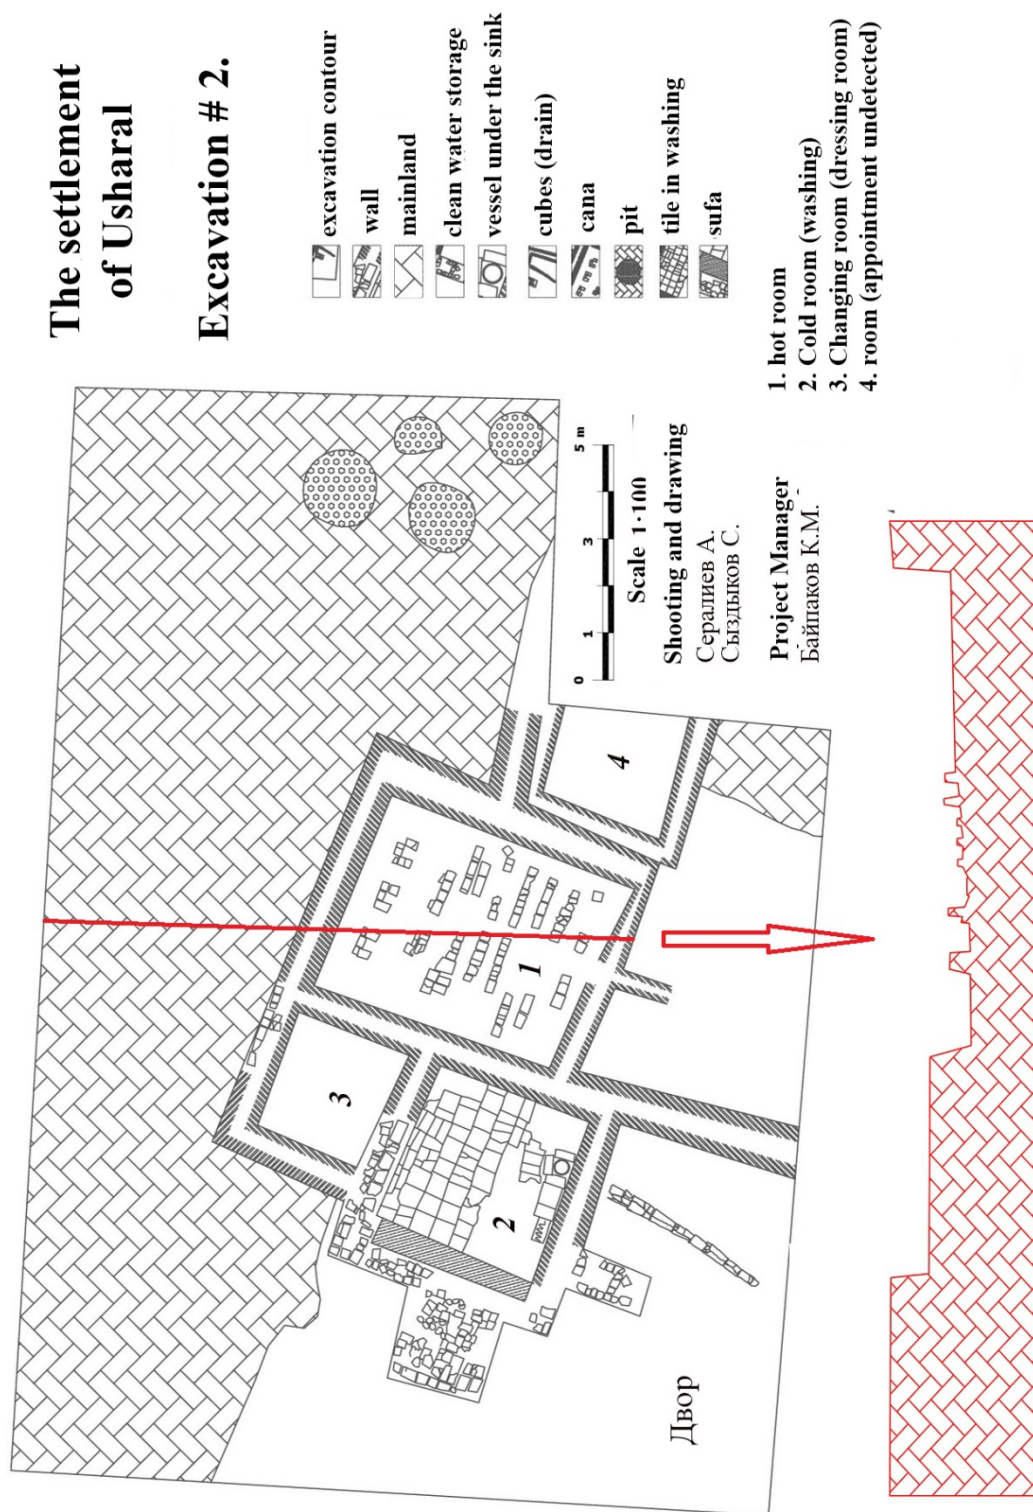 The settlement
of Usharal
Excavation # 2.
excavation contour
wall
mainland
clean water storage
vessel under the sink
cubes (drain)
cana
pit
tile in washing
sufa
1. hot room
2. Cold room (washing)
3. Changing room (dressing room)
4. room (appointment undetected)
0 1 3 5 m
Scale 1·100
Shooting and drawing
Сералиев А.
Сыздыков С.
Project Manager
Байпаков К.М.
1
2
3
4
Двор